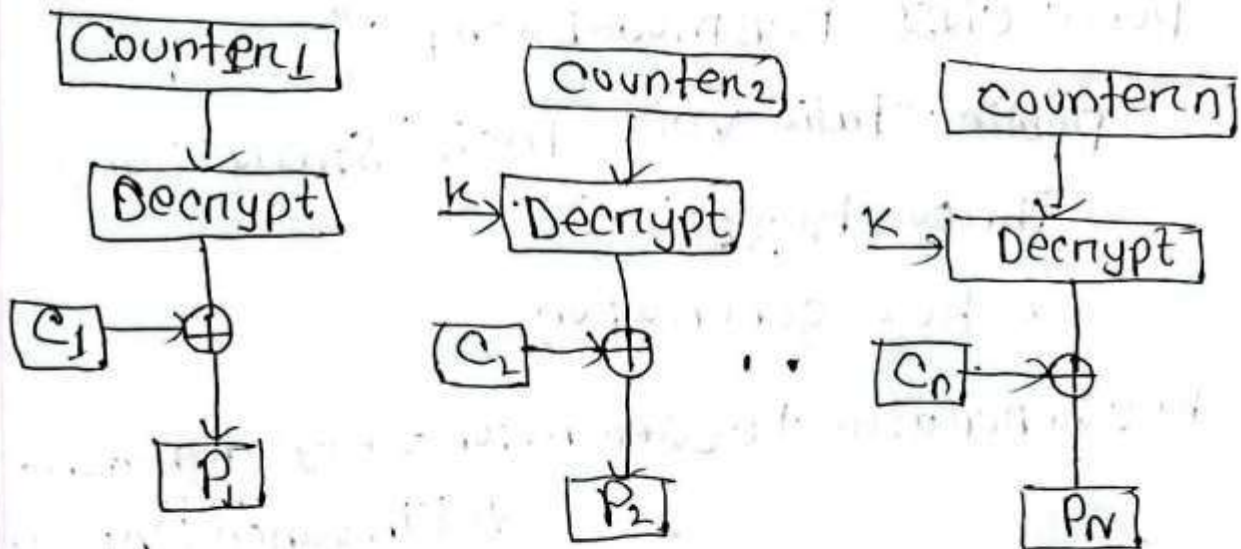 Counter1 Counter2 Countern
Decrypt K Decrypt K Decrypt
C1 C2 .. Cn
P1 P2 PN